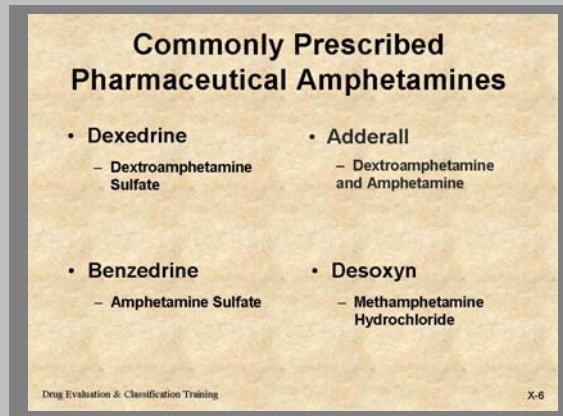 Commonly Prescribed
Pharmaceutical Amphetamines
• Dexedrine
– Dextroamphetamine
Sulfate
• Adderall
– Dextroamphetamine
and Amphetamine
• Benzedrine
– Amphetamine Sulfate
• Desoxyn
– Methamphetamine
Hydrochloride
Drug Evaluation & Classification Training
X-6